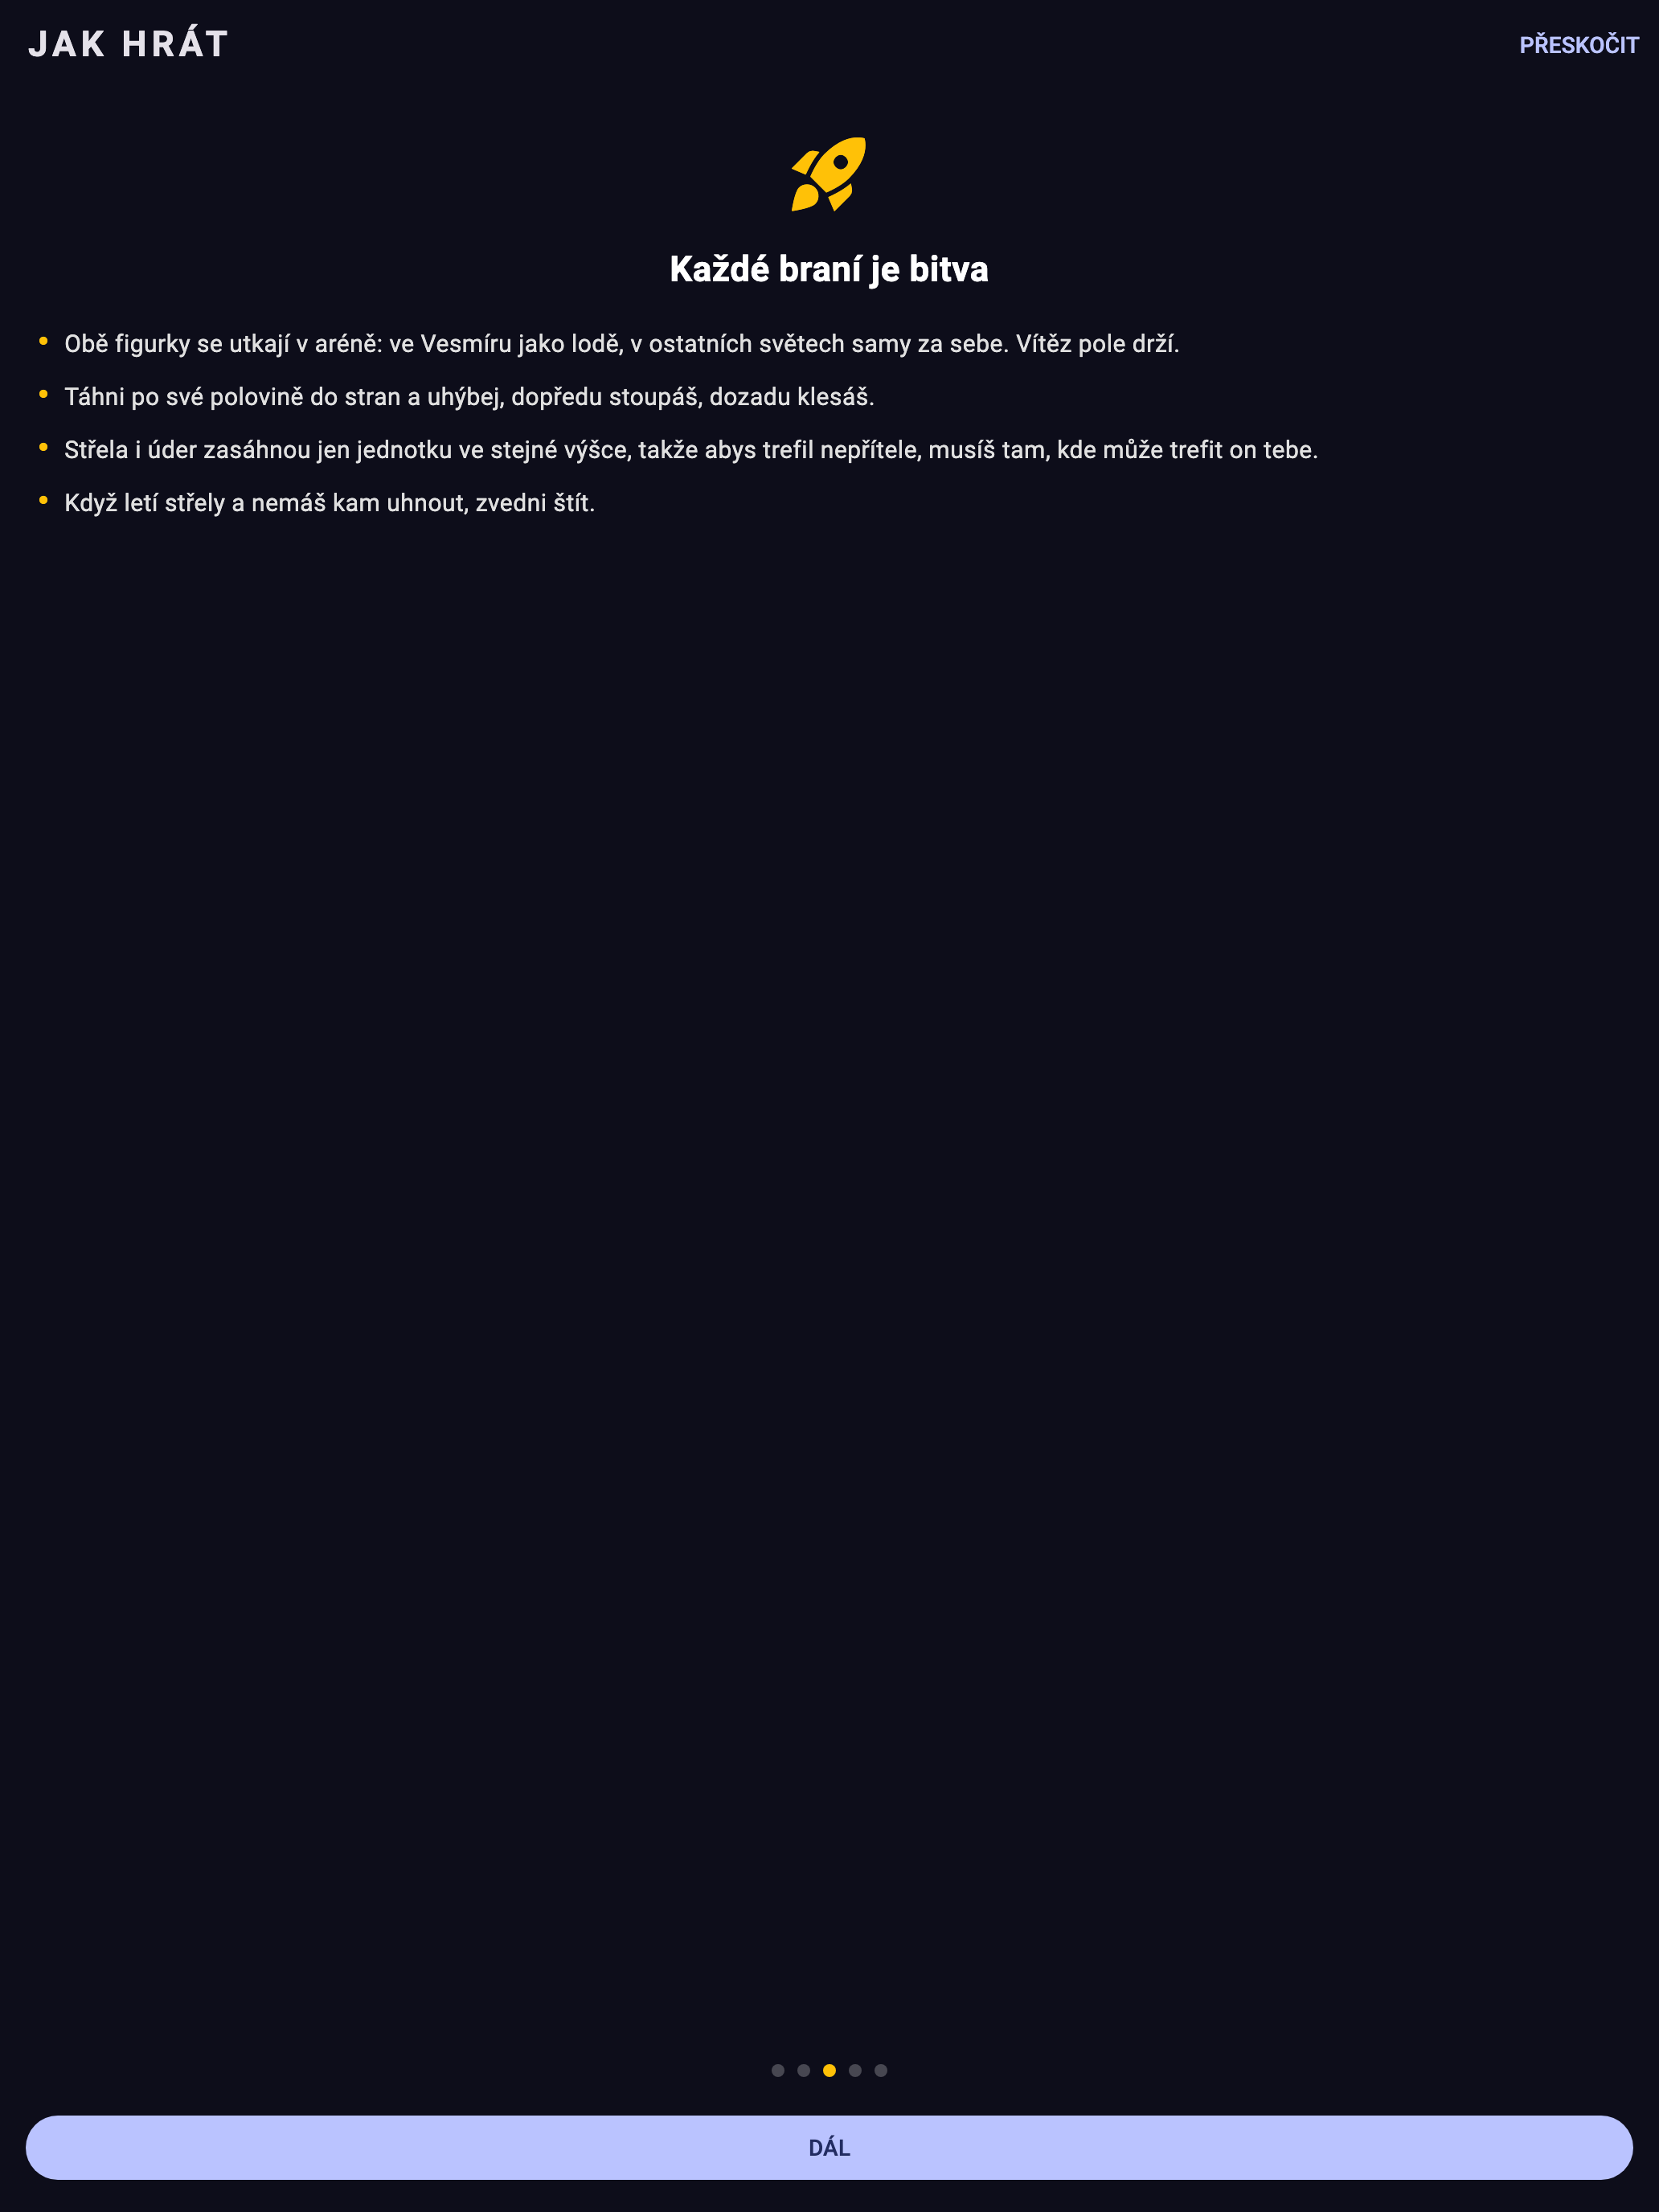 JAK HRÁT
PŘESKOČIT
Každé braní je bitva
Obě figurky se utkají v aréně: ve Vesmíru jako lodě, v ostatních světech samy za sebe. Vítěz pole drží.
Táhni po své polovině do stran a uhýbej, dopředu stoupáš, dozadu klesáš.
Střela i úder zasáhnou jen jednotku ve stejné výšce, takže abys trefil nepřítele, musíš tam, kde může trefit on tebe.
Když letí střely a nemáš kam uhnout, zvedni štít.
DÁL